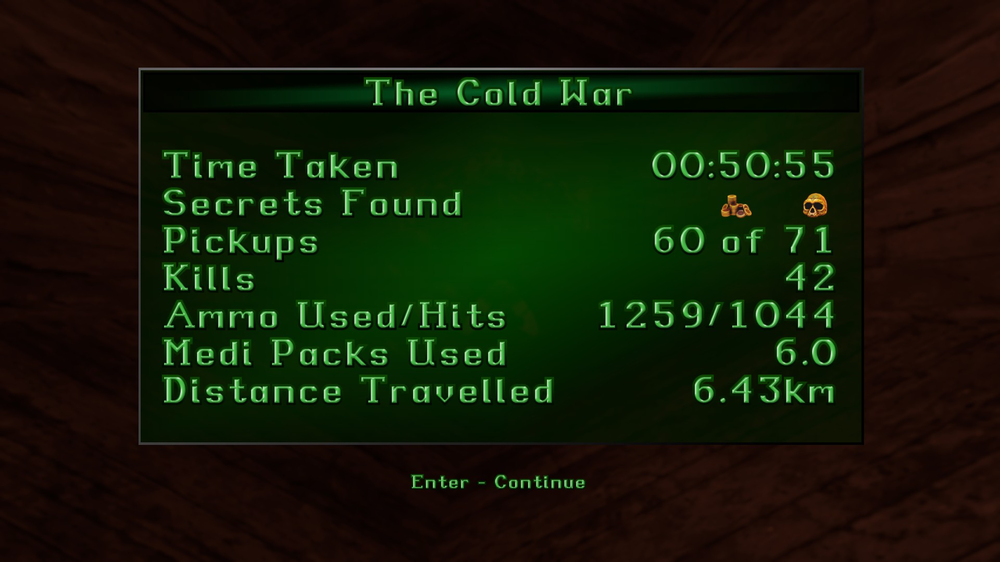 The Cold War
Time Taken 00:50:55
Secrets Found
Pickups 60 of 71
Kills 42
Ammo Used/Hits 1259/1044
Medi Packs Used 6.0
Distance Travelled 6.43km
Enter - Continue